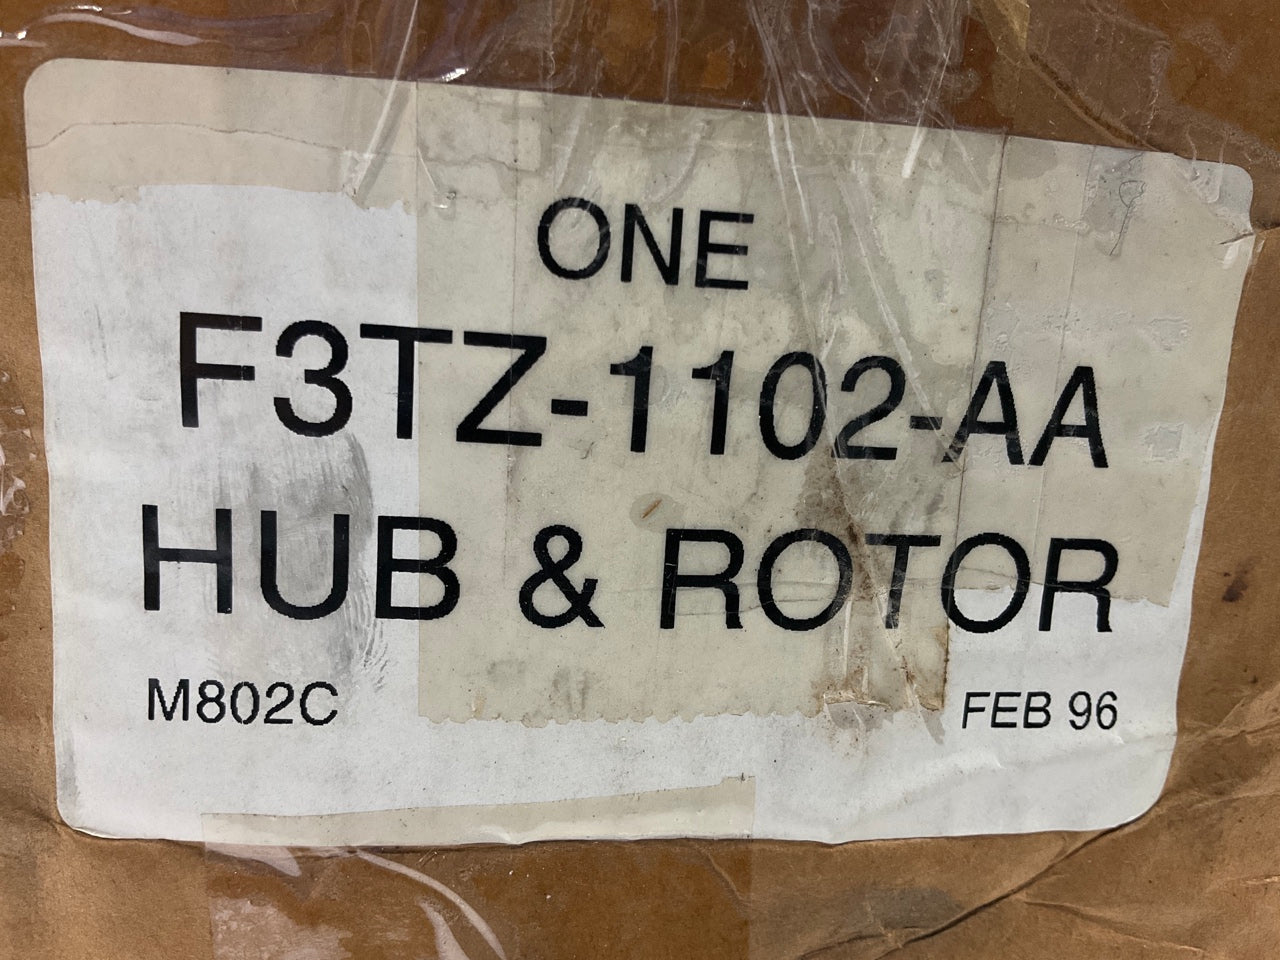 ONE
F3TZ-1102-AA
HUB & ROTOR
M802C FEB 96